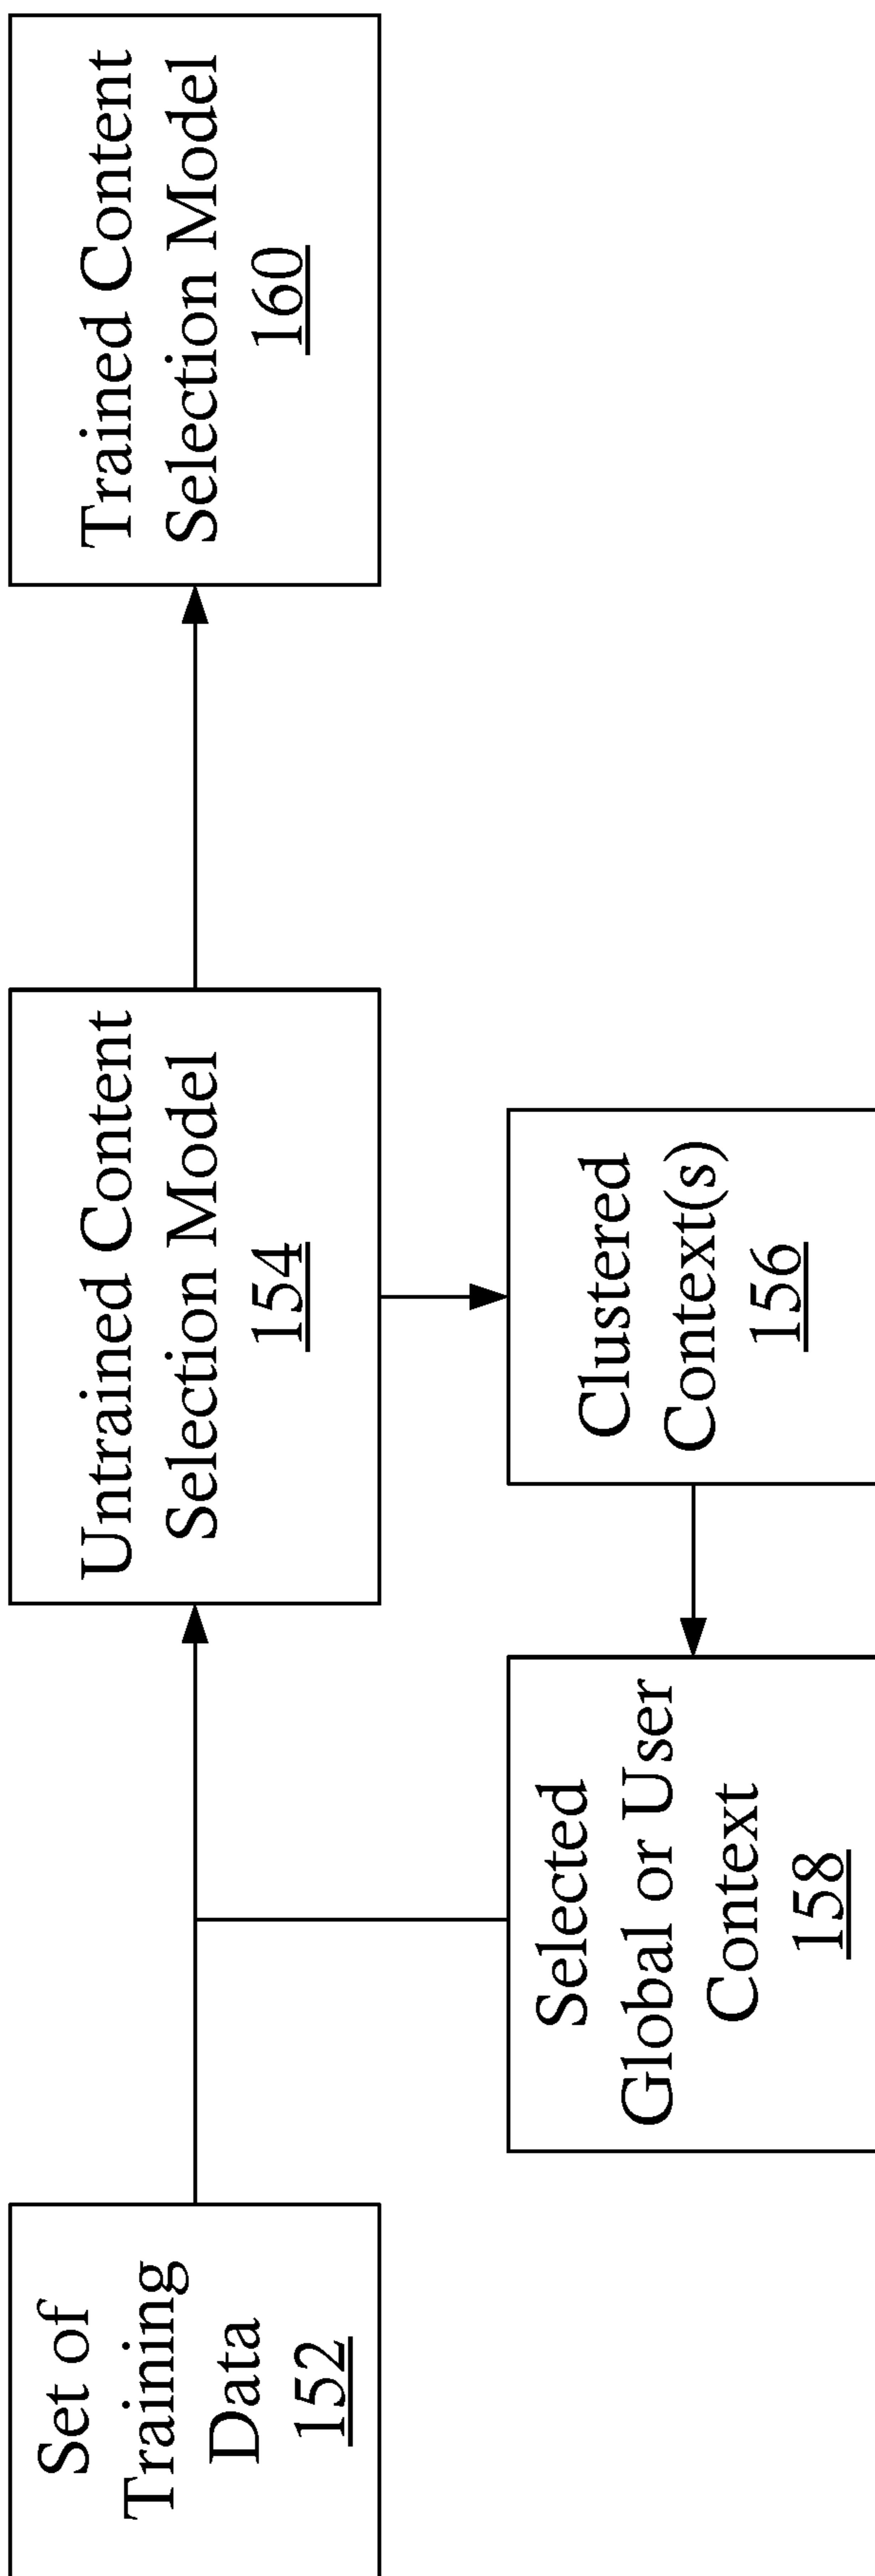 Set of
Training
Data
152
Untrained Content
Selection Model
154
Trained Content
Selection Model
160
Selected
Global or User
Context
158
Clustered
Context(s)
156